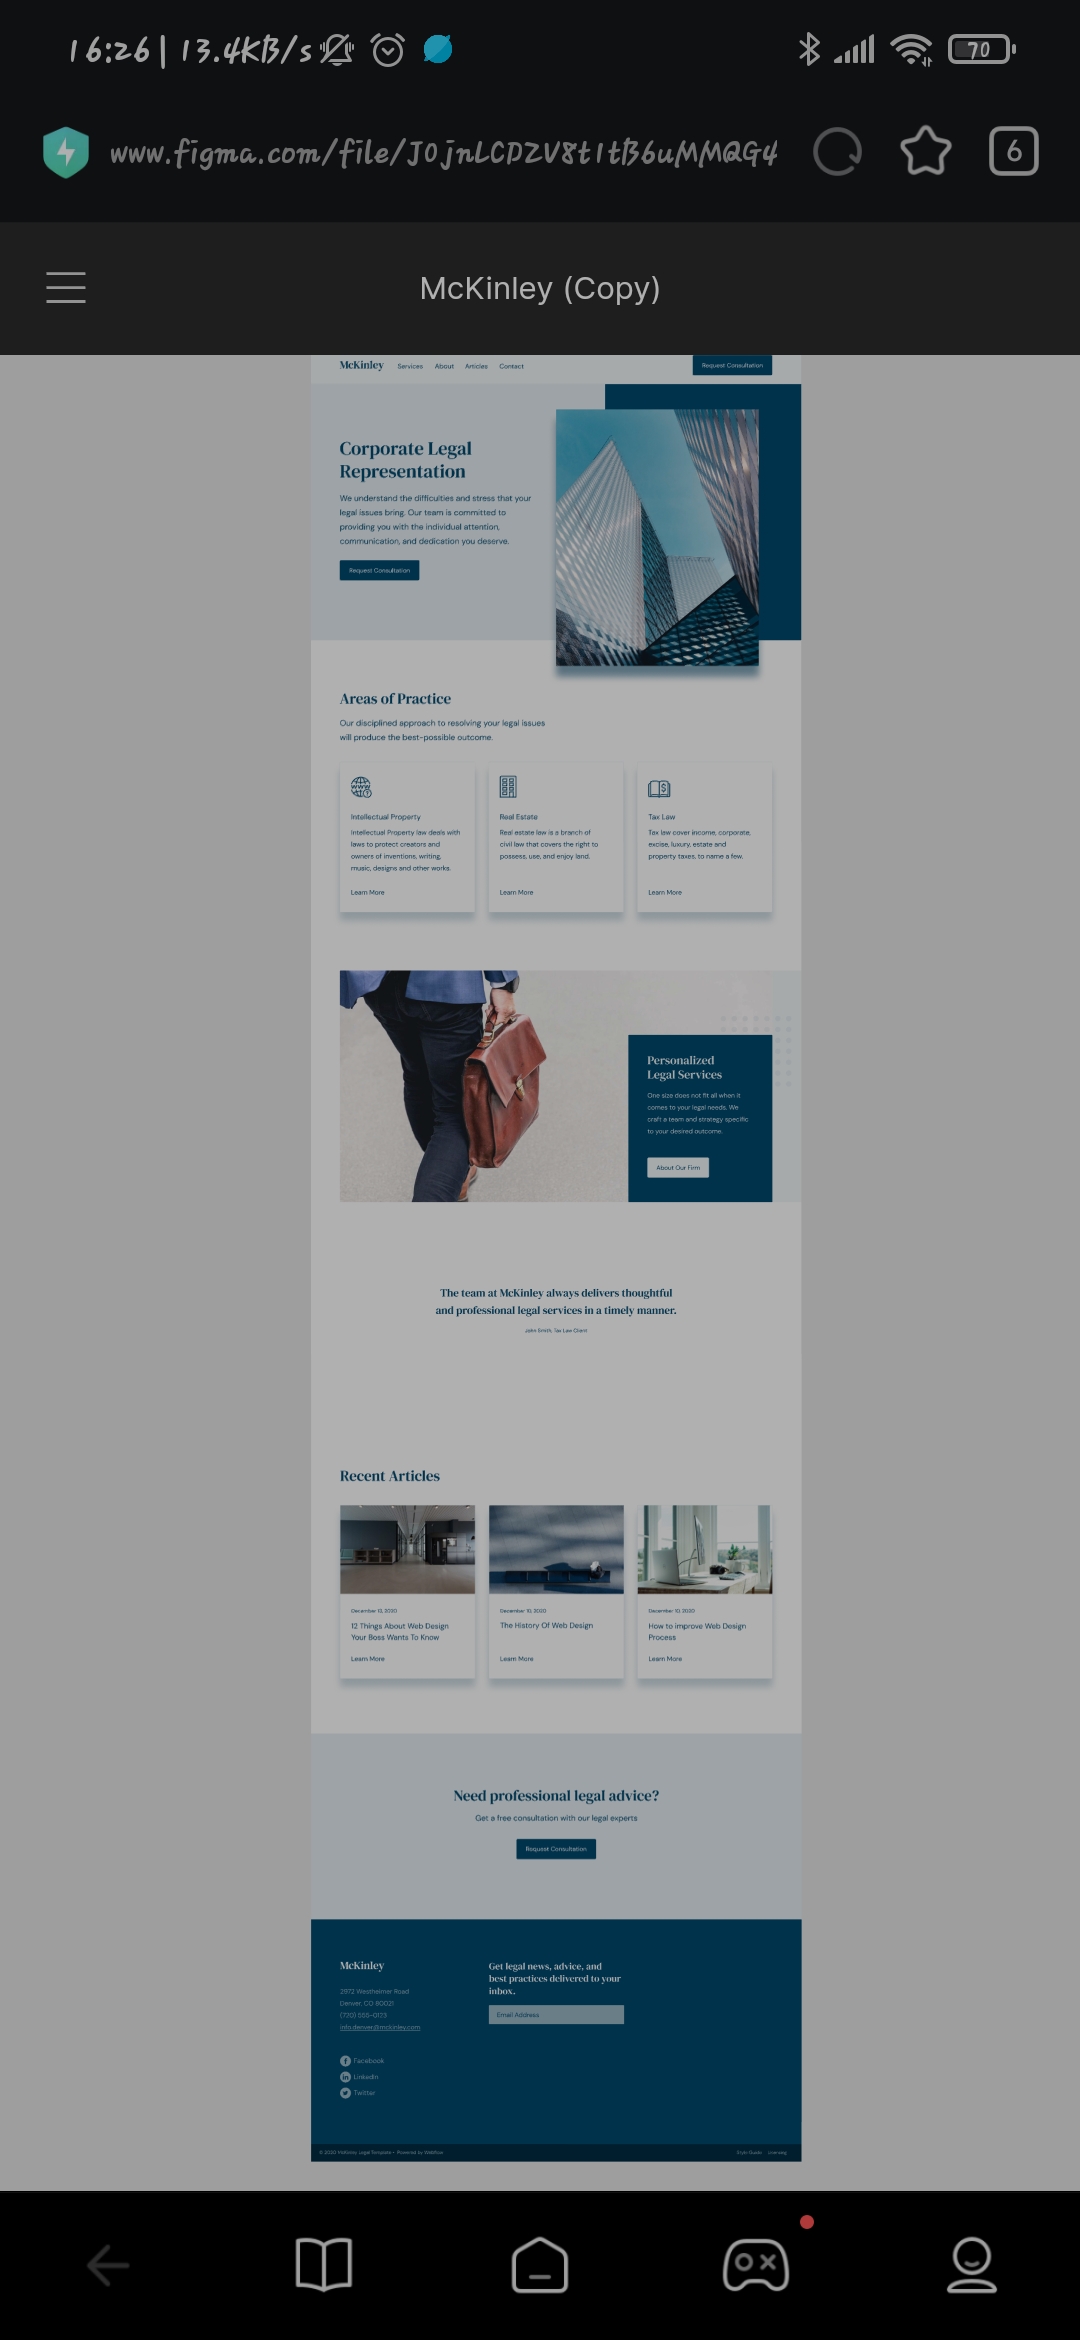 16:26 | 13.4KB/s
70
www.figma.com/file/J0jnLCDZV8t1tB6uMMQG4
6
McKinley (Copy)
McKinley Services About Articles Contact Request Consultation
Corporate Legal
Representation
We understand the difficulties and stress that your
legal issues bring. Our team is committed to
providing you with the individual attention,
communication, and dedication you deserve.
Request Consultation
Areas of Practice
Our disciplined approach to resolving your legal issues
will produce the best-possible outcome.
Intellectual Property
Intellectual Property law deals with
laws to protect creators and
owners of inventions, writing,
music, designs and other works.
Learn More
Real Estate
Real estate law is a branch of
civil law that covers the right to
possess, use, and enjoy land.
Learn More
Tax Law
Tax law cover income, corporate,
excise, luxury, estate and
property taxes, to name a few.
Learn More
Personalized
Legal Services
One size does not fit all when it
comes to your legal needs. We
craft a team and strategy specific
to your desired outcome.
About Our Firm
The team at McKinley always delivers thoughtful
and professional legal services in a timely manner.
John Smith, Tax Law Client
Recent Articles
December 12, 2020
12 Things About Web Design
Your Boss Wants To Know
Learn More
December 10, 2020
The History Of Web Design
Learn More
December 10, 2020
How to improve Web Design
Process
Learn More
Need professional legal advice?
Get a free consultation with our legal experts
Request Consultation
McKinley
2972 Westheimer Road
Denver, CO 80021
(720) 555-0123
info.denver@mckinley.com
Facebook
LinkedIn
Twitter
Get legal news, advice, and
best practices delivered to your
inbox.
Email Address
© 2020 McKinley Legal Template - Powered by Webflow
Style Guide Licensing